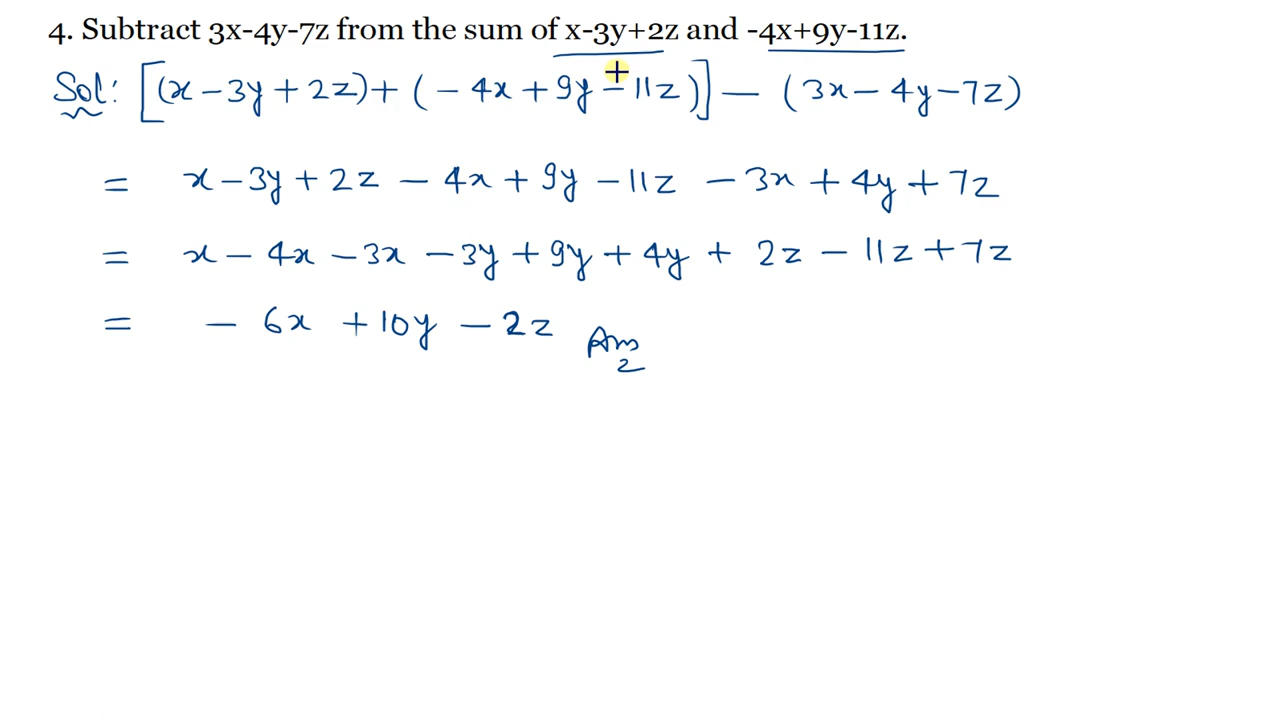 4. Subtract 3x-4y-7z from the sum of x-3y+2z and -4x+9y-11z.
Sol: [(x - 3y + 2z) + (- 4x + 9y - 11z)] - (3x - 4y - 7z)
= x - 3y + 2z - 4x + 9y - 11z - 3x + 4y + 7z
= x - 4x - 3x - 3y + 9y + 4y + 2z - 11z + 7z
= - 6x + 10y - 2z Ans